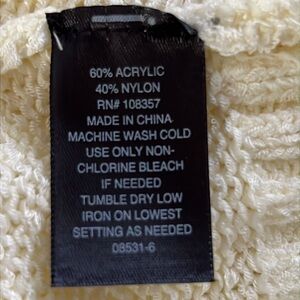 60% ACRYLIC
40% NYLON
RN# 108357
MADE IN CHINA
MACHINE WASH COLD
USE ONLY NON-
CHLORINE BLEACH
IF NEEDED
TUMBLE DRY LOW
IRON ON LOWEST
SETTING AS NEEDED
08531-6